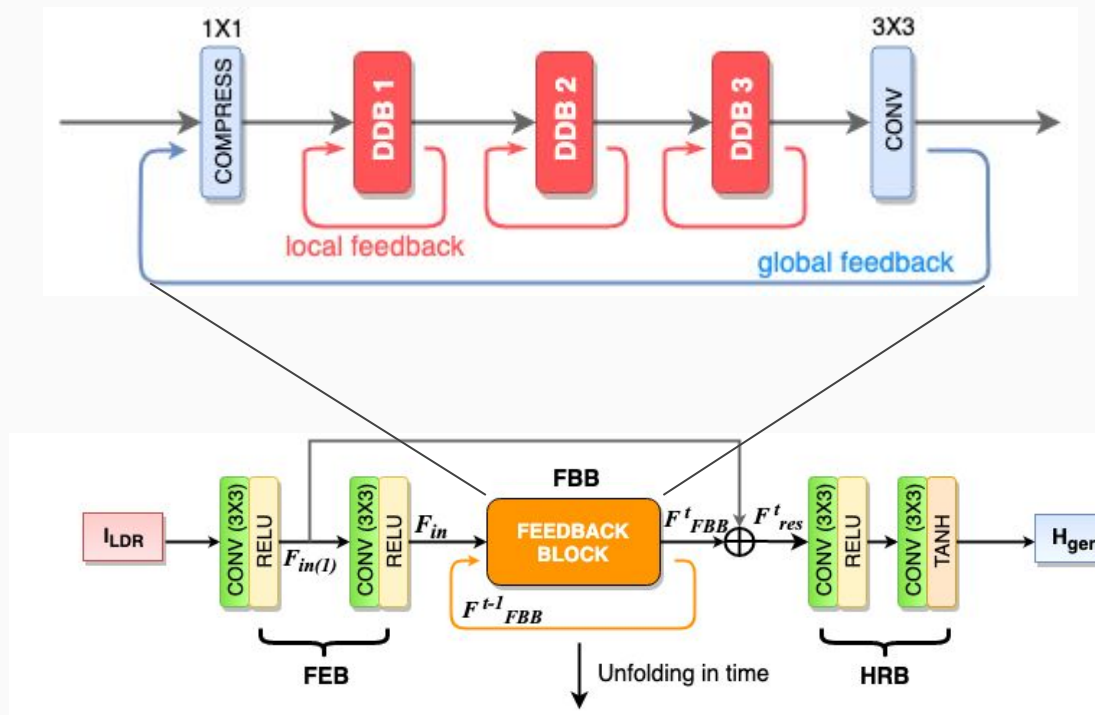 1X1
3X3
COMPRESS
DDB 1
DDB 2
DDB 3
CONV
local feedback
global feedback
FBB
I_LDR
CONV (3X3)
RELU
F_in(1)
CONV (3X3)
RELU
F_in
FEEDBACK
BLOCK
F^t_FBB
F^t_res
CONV (3X3)
RELU
CONV (3X3)
TANH
H_gen
F^t-1_FBB
FEB
Unfolding in time
HRB